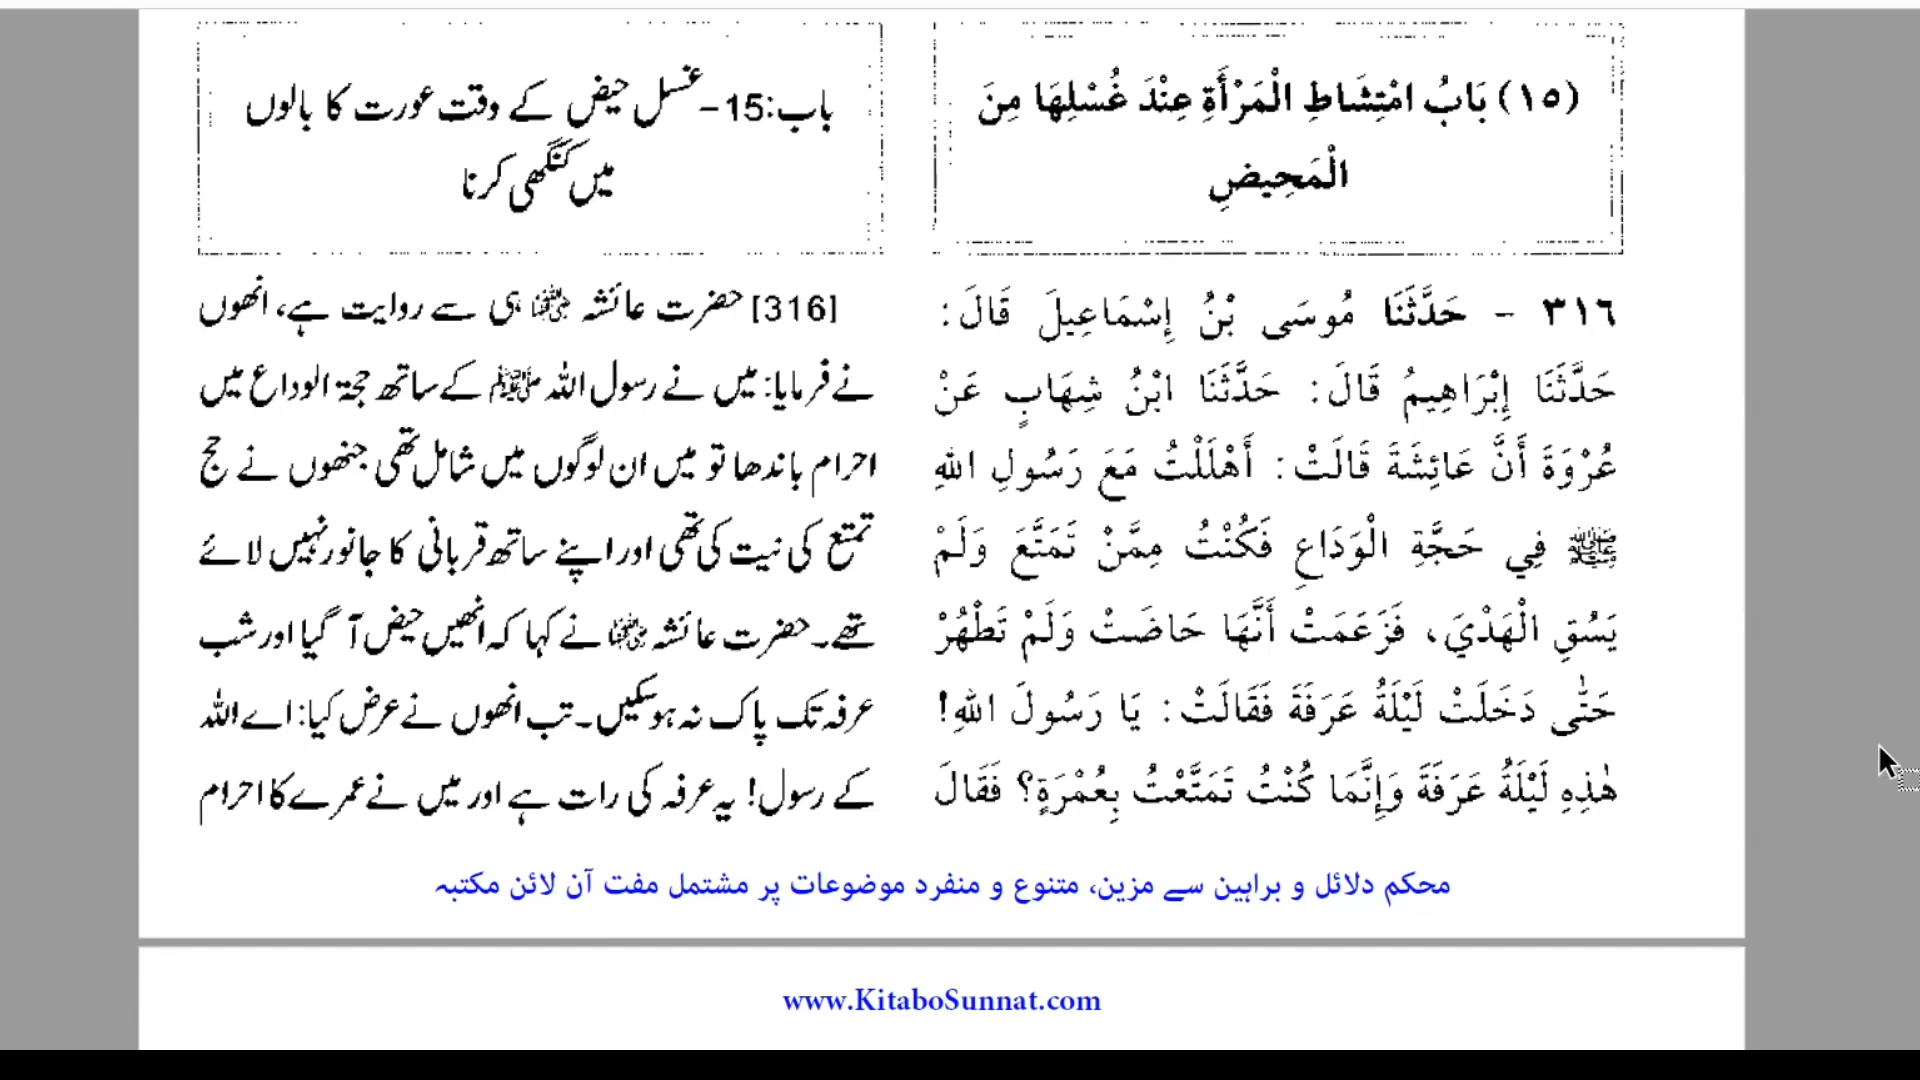 (١٥) بَابُ امْتِشَاطِ الْمَرْأَةِ عِنْدَ غُسْلِهَا مِنَ
الْمَحِيضِ
٣١٦ - حَدَّثَنَا مُوسَى بْنُ إِسْمَاعِيلَ قَالَ:
حَدَّثَنَا إِبْرَاهِيمُ قَالَ: حَدَّثَنَا ابْنُ شِهَابٍ عَنْ
عُرْوَةَ أَنَّ عَائِشَةَ قَالَتْ: أَهْلَلْتُ مَعَ رَسُولِ اللهِ
ﷺ فِي حَجَّةِ الْوَدَاعِ فَكُنْتُ مِمَّنْ تَمَتَّعَ وَلَمْ
يَسُقِ الْهَدْيَ، فَزَعَمَتْ أَنَّهَا حَاضَتْ وَلَمْ تَطْهُرْ
حَتَّى دَخَلَتْ لَيْلَةُ عَرَفَةَ فَقَالَتْ: يَا رَسُولَ اللهِ!
هٰذِهِ لَيْلَةُ عَرَفَةَ وَإِنَّمَا كُنْتُ تَمَتَّعْتُ بِعُمْرَةٍ؟ فَقَالَ
باب:15-غسل حیض کے وقت عورت کا بالوں
میں کنگھی کرنا
[316] حضرت عائشہ ؓ ہی سے روایت ہے، انھوں
نے فرمایا: میں نے رسول اللہ ﷺ کے ساتھ حجۃ الوداع میں
احرام باندھا تو میں ان لوگوں میں شامل تھی جنھوں نے حج
تمتع کی نیت کی تھی اور اپنے ساتھ قربانی کا جانور نہیں لائے
تھے۔ حضرت عائشہ ؓ نے کہا کہ انھیں حیض آ گیا اور شب
عرفہ تک پاک نہ ہو سکیں۔ تب انھوں نے عرض کیا: اے اللہ
کے رسول! یہ عرفہ کی رات ہے اور میں نے عمرے کا احرام
محکم دلائل و براہین سے مزین، متنوع و منفرد موضوعات پر مشتمل مفت آن لائن مکتبہ
www.KitaboSunnat.com